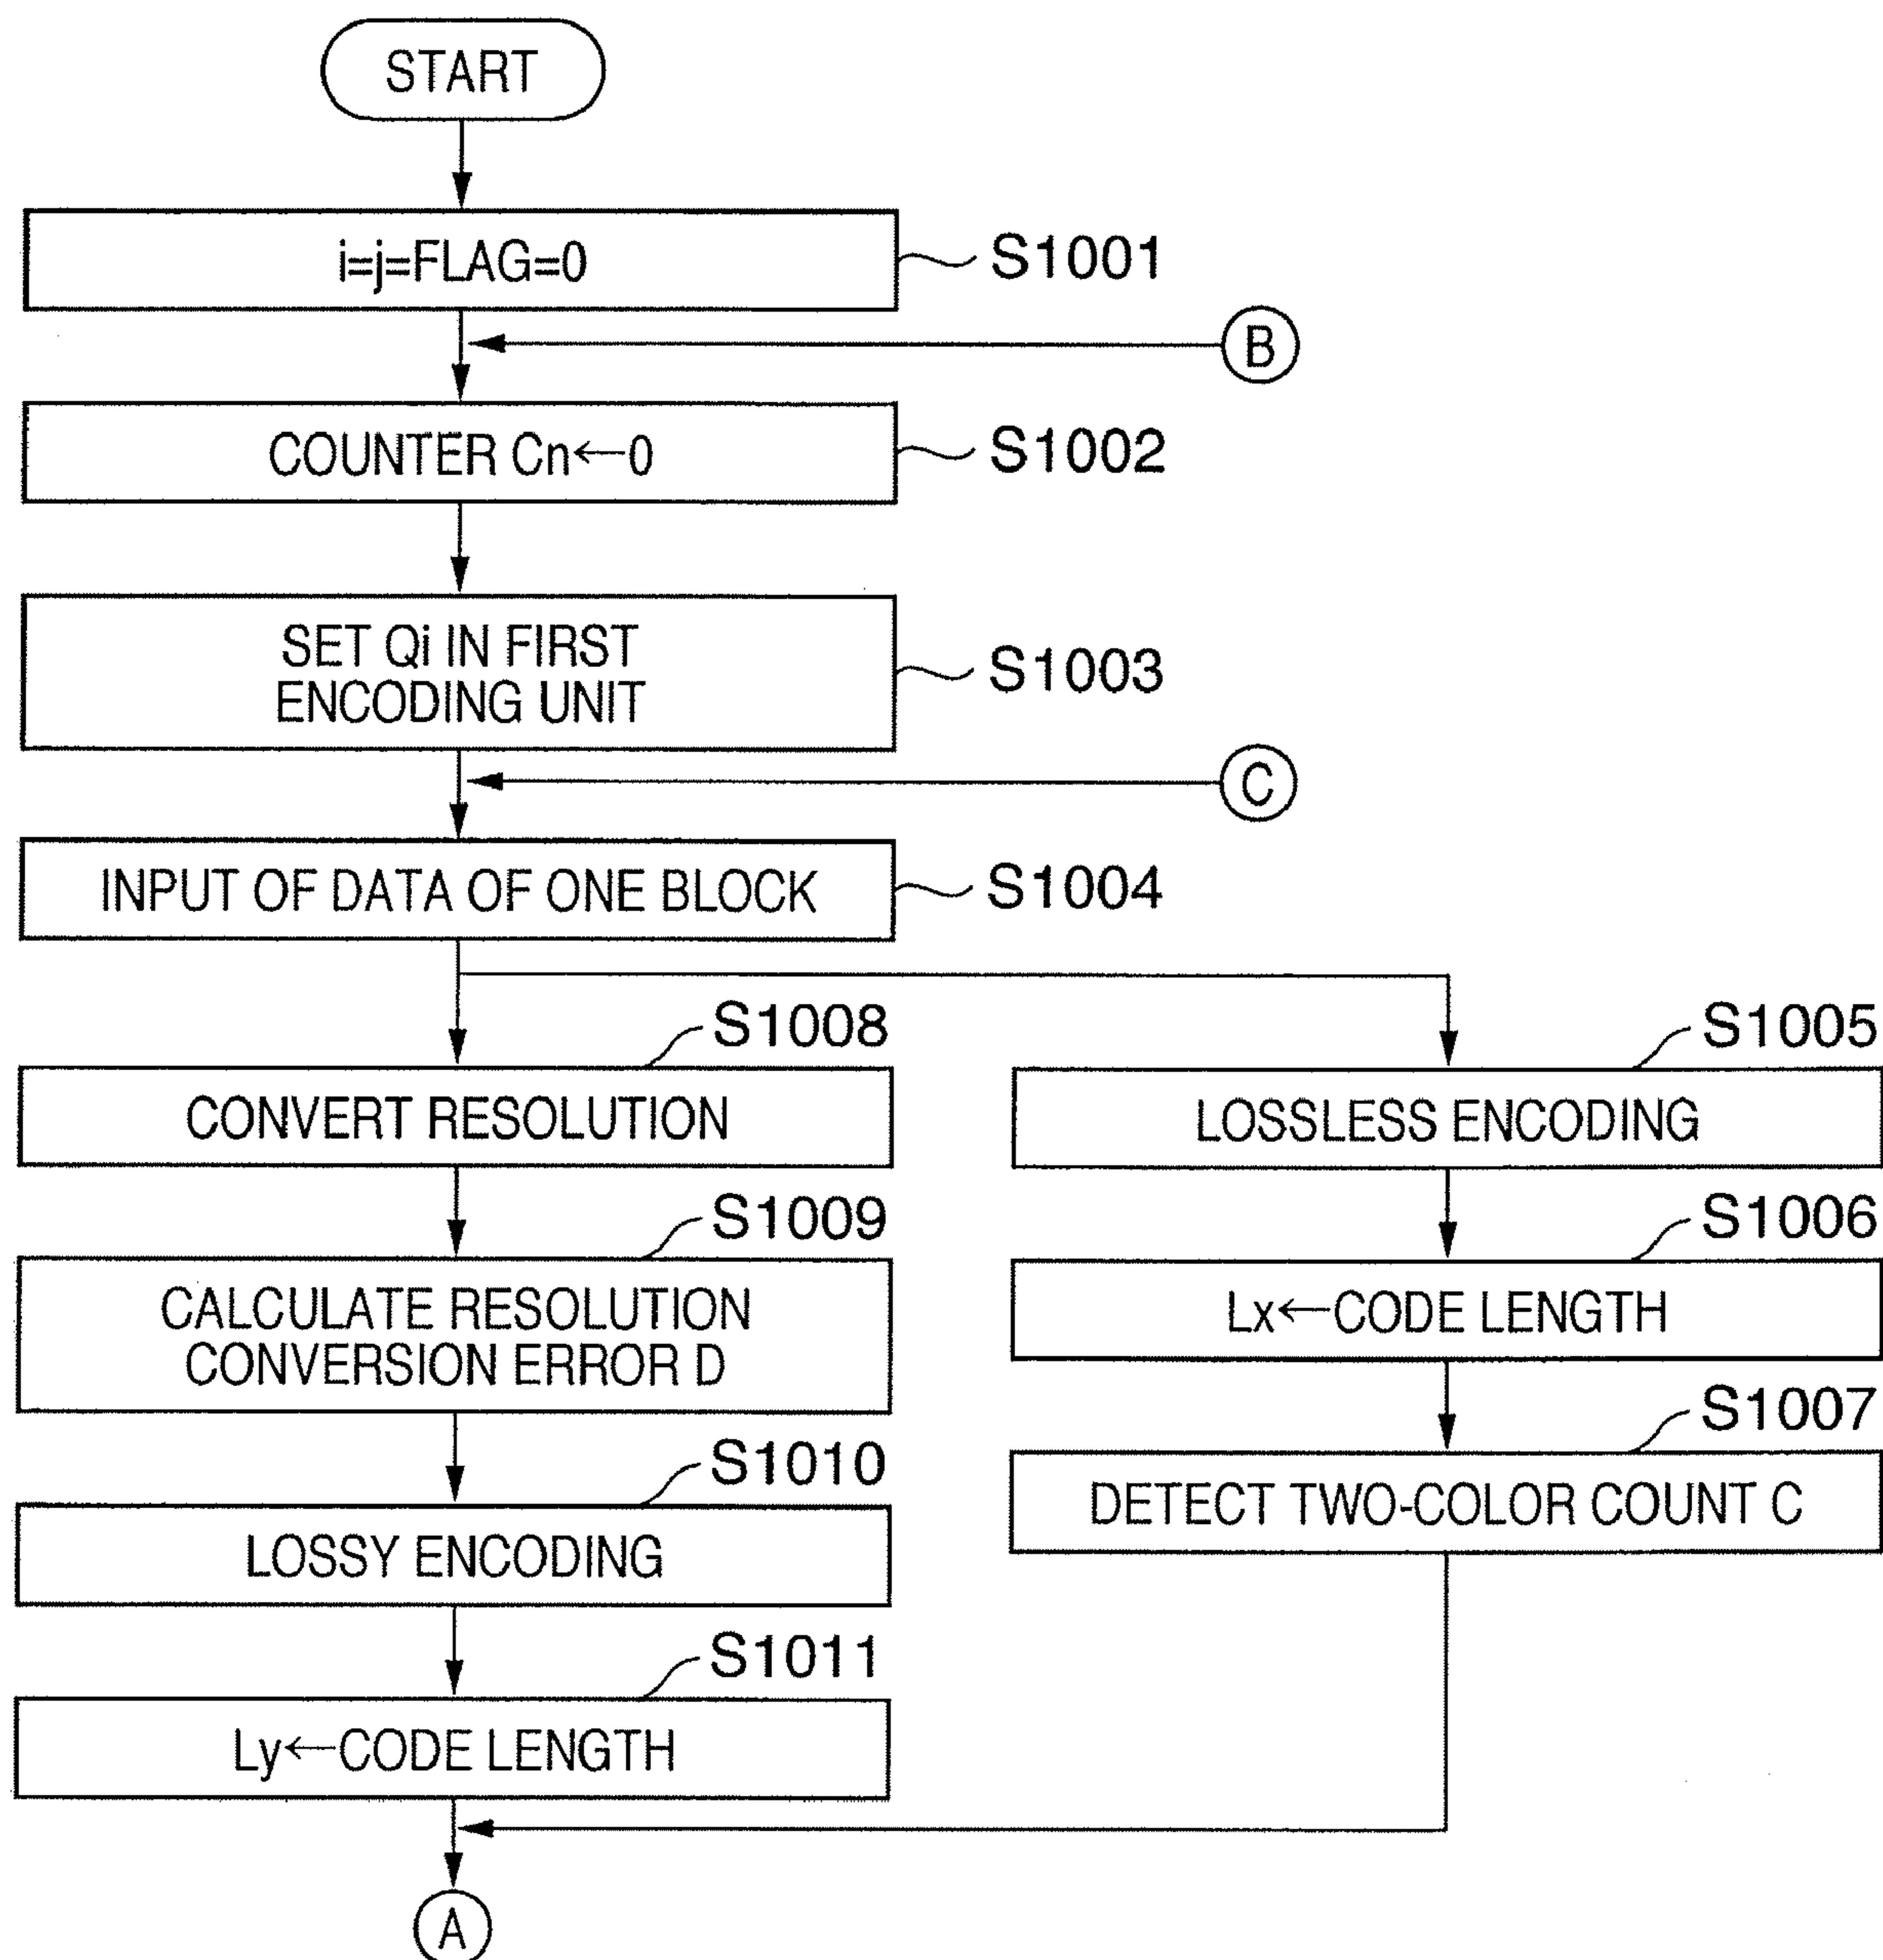 START
i=j=FLAG=0
S1001
B
COUNTER Cn←0
S1002
SET Qi IN FIRST
ENCODING UNIT
S1003
C
INPUT OF DATA OF ONE BLOCK
S1004
S1008
CONVERT RESOLUTION
S1005
LOSSLESS ENCODING
S1009
CALCULATE RESOLUTION
CONVERSION ERROR D
S1006
Lx←CODE LENGTH
S1010
LOSSY ENCODING
S1007
DETECT TWO-COLOR COUNT C
S1011
Ly←CODE LENGTH
A